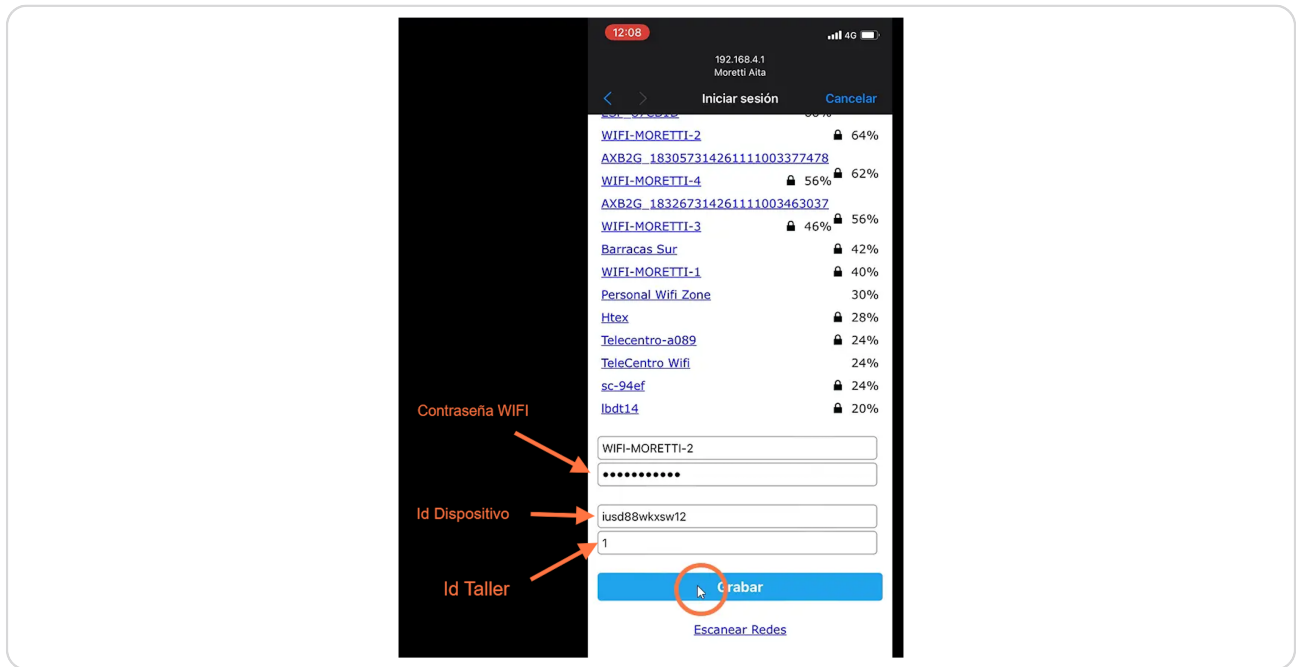 12:08
4G
192.168.4.1
Moretti Aita
Iniciar sesión
Cancelar
WIFI-MORETTI-2 64%
AXB2G_183057314261111003377478 62%
WIFI-MORETTI-4 56%
AXB2G_183267314261111003463037 56%
WIFI-MORETTI-3 46%
Barracas Sur 42%
WIFI-MORETTI-1 40%
Personal Wifi Zone 30%
Htex 28%
Telecentro-a089 24%
TeleCentro Wifi 24%
sc-94ef 24%
lbdt14 20%
Contraseña WIFI
WIFI-MORETTI-2
•••••••••••
Id Dispositivo
iusd88wkxsw12
Id Taller
1
Grabar
Escanear Redes